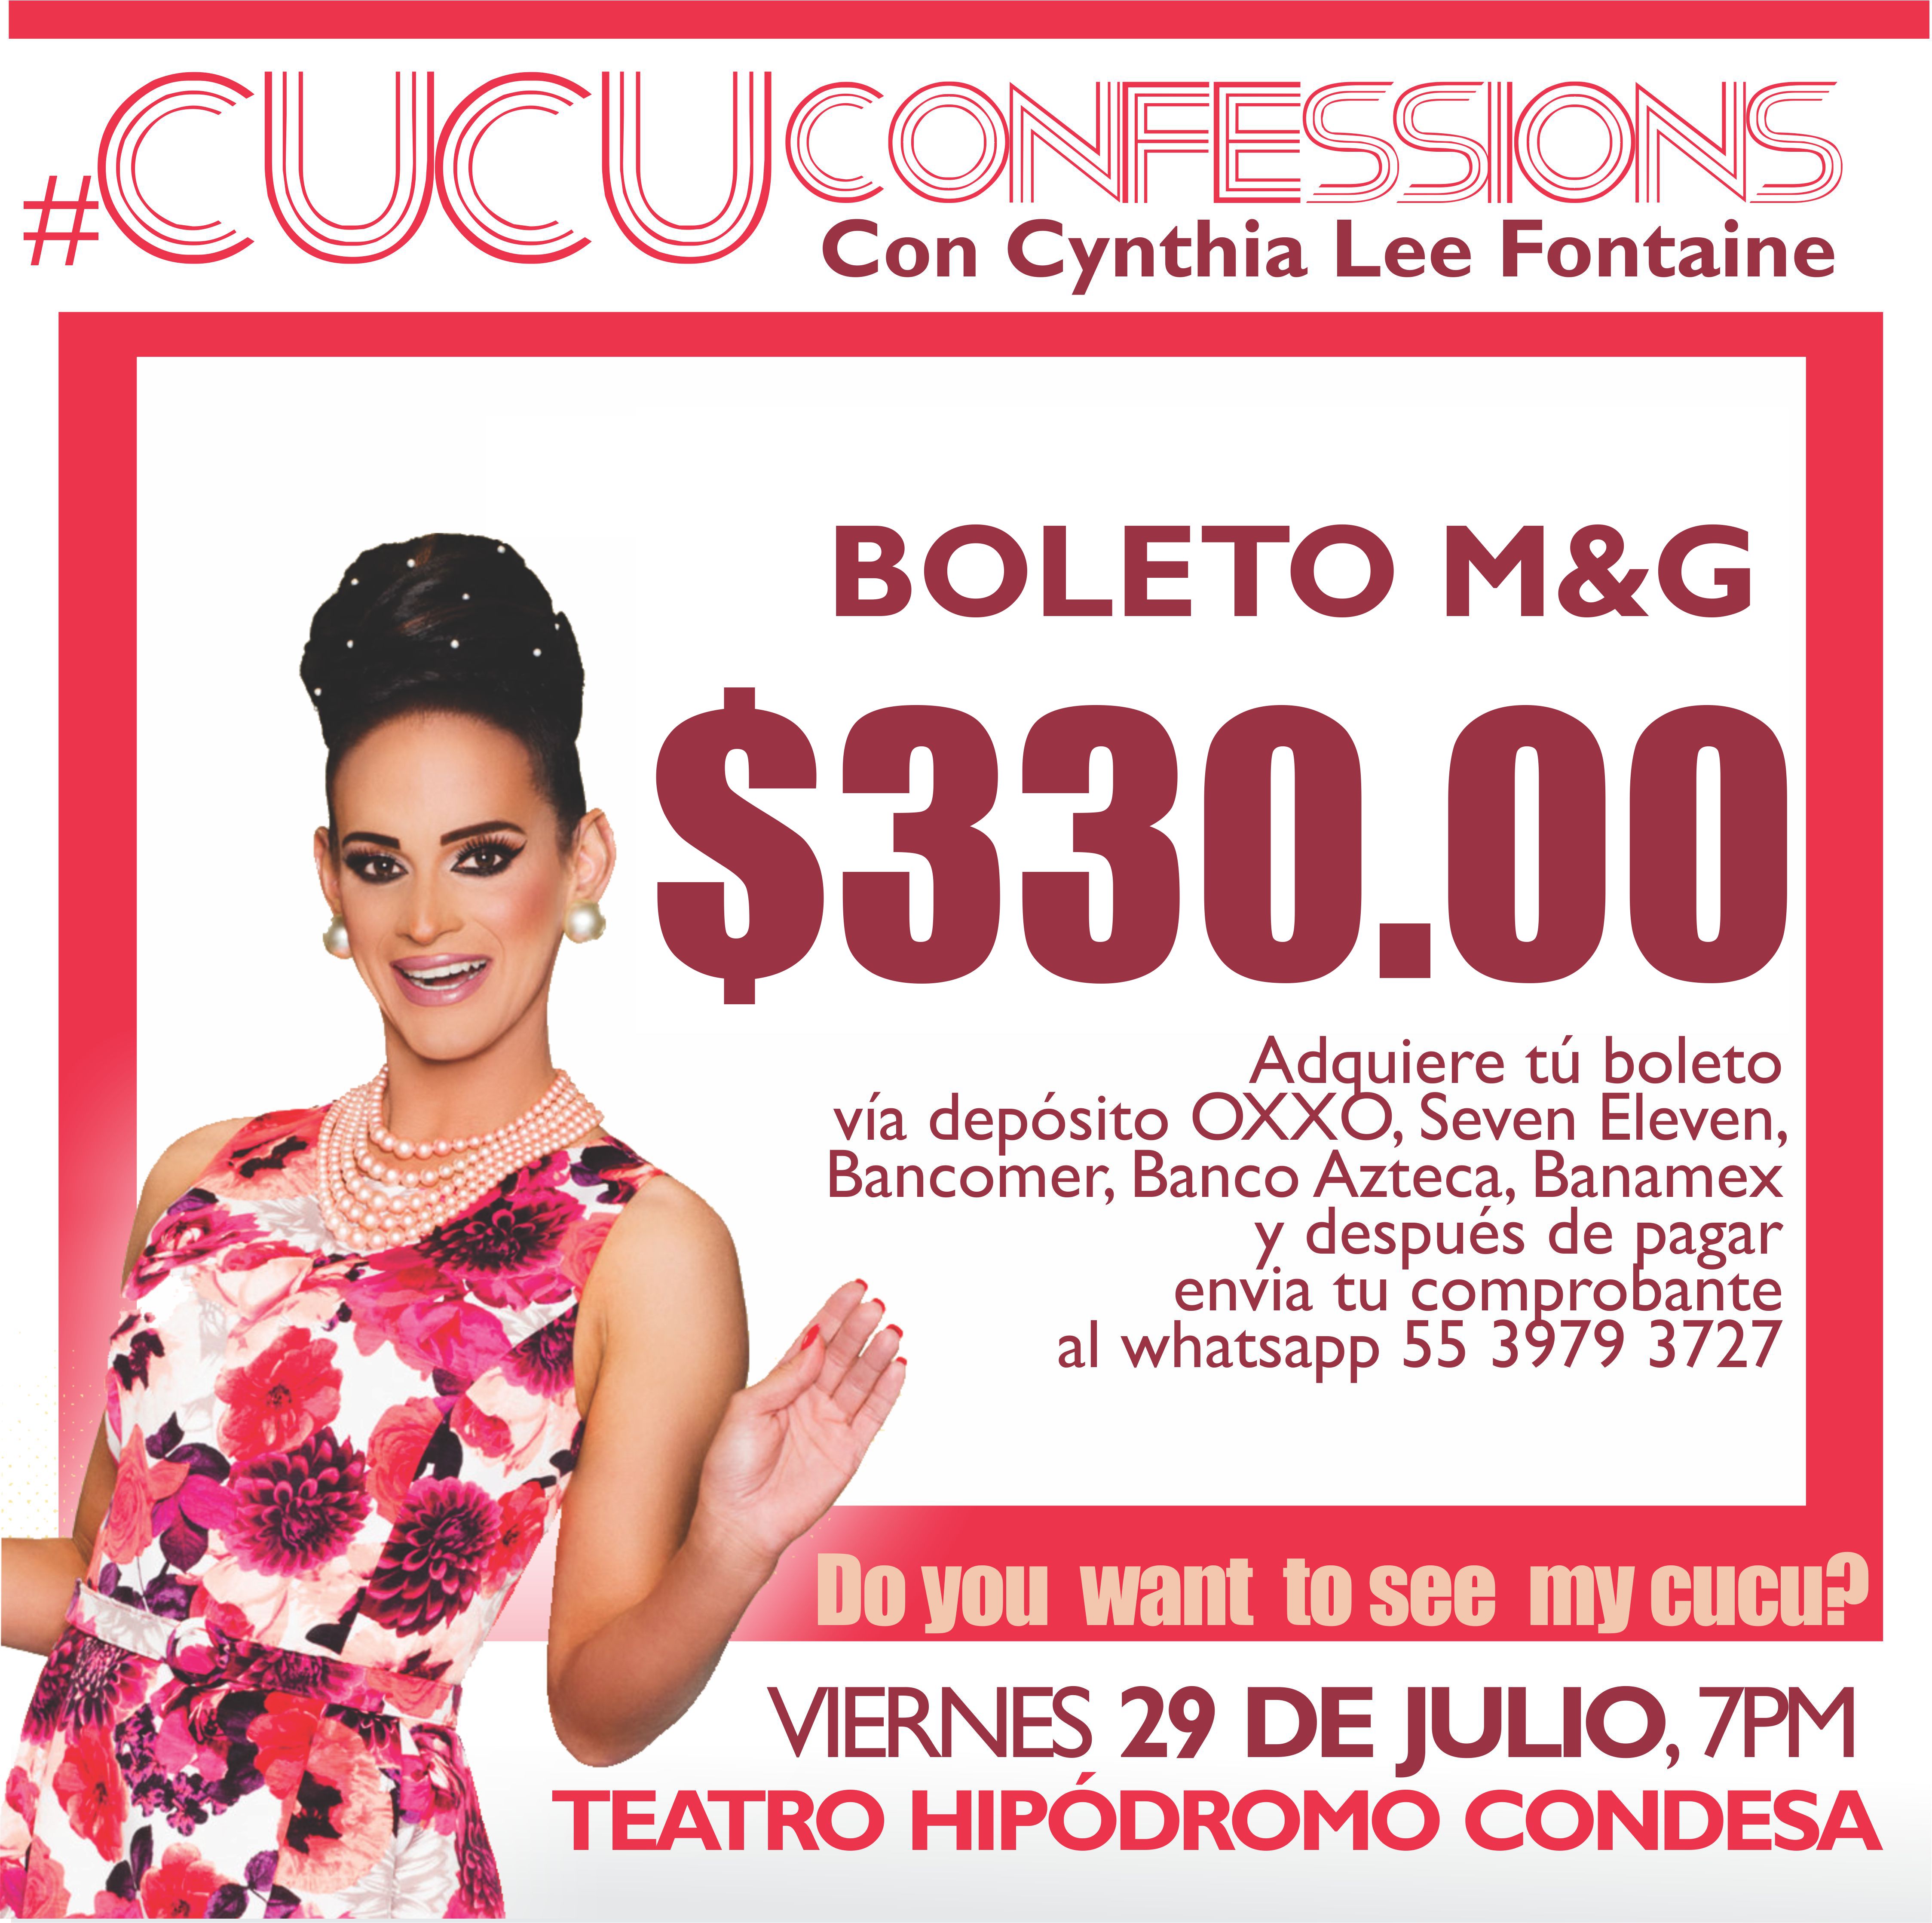 #CUCUCONFESSIONS
Con Cynthia Lee Fontaine
BOLETO M&G
$330.00
Adquiere tú boleto
vía depósito OXXO, Seven Eleven,
Bancomer, Banco Azteca, Banamex
y después de pagar
envia tu comprobante
al whatsapp 55 3979 3727
Do you want to see my cucu?
VIERNES 29 DE JULIO, 7PM
TEATRO HIPÓDROMO CONDESA